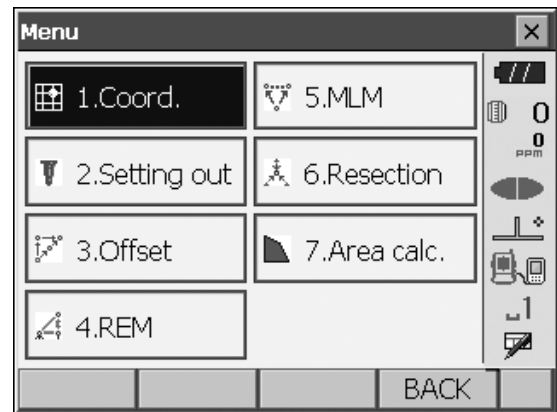 Menu
1.Coord.
5.MLM
2.Setting out
6.Resection
3.Offset
7.Area calc.
4.REM
BACK
0
0
PPM
1